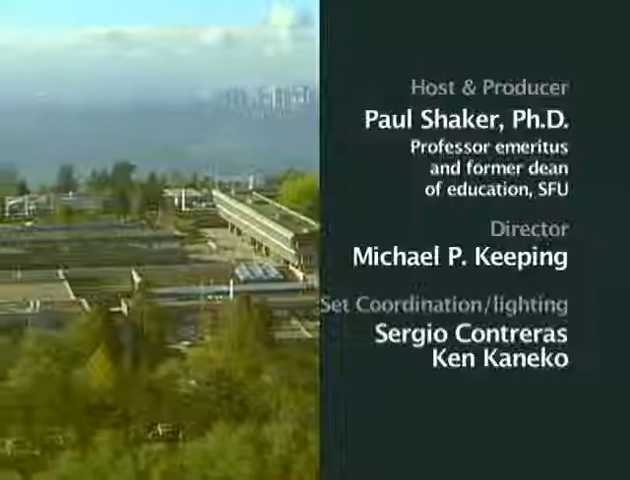 Host & Producer
Paul Shaker, Ph.D.
Professor emeritus
and former dean
of education, SFU
Director
Michael P. Keeping
Set Coordination/lighting
Sergio Contreras
Ken Kaneko